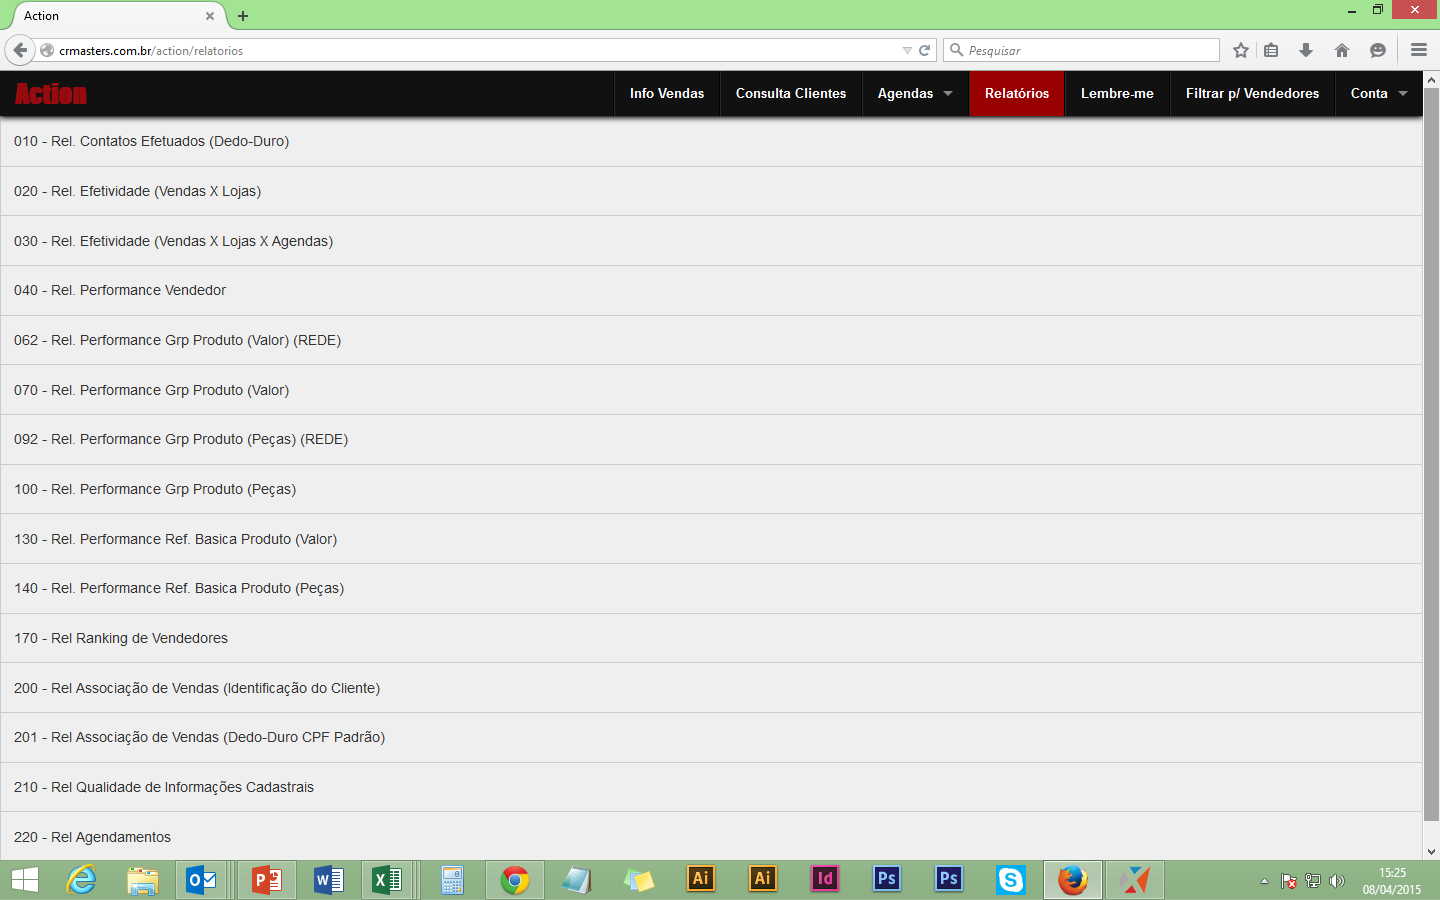 Action
crmasters.com.br/action/relatorios
Pesquisar
Action
Info Vendas
Consulta Clientes
Agendas
Relatórios
Lembre-me
Filtrar p/ Vendedores
Conta
010 - Rel. Contatos Efetuados (Dedo-Duro)
020 - Rel. Efetividade (Vendas X Lojas)
030 - Rel. Efetividade (Vendas X Lojas X Agendas)
040 - Rel. Performance Vendedor
062 - Rel. Performance Grp Produto (Valor) (REDE)
070 - Rel. Performance Grp Produto (Valor)
092 - Rel. Performance Grp Produto (Peças) (REDE)
100 - Rel. Performance Grp Produto (Peças)
130 - Rel. Performance Ref. Basica Produto (Valor)
140 - Rel. Performance Ref. Basica Produto (Peças)
170 - Rel Ranking de Vendedores
200 - Rel Associação de Vendas (Identificação do Cliente)
201 - Rel Associação de Vendas (Dedo-Duro CPF Padrão)
210 - Rel Qualidade de Informações Cadastrais
220 - Rel Agendamentos
Ai
Ai
Id
Ps
Ps
15:25
08/04/2015